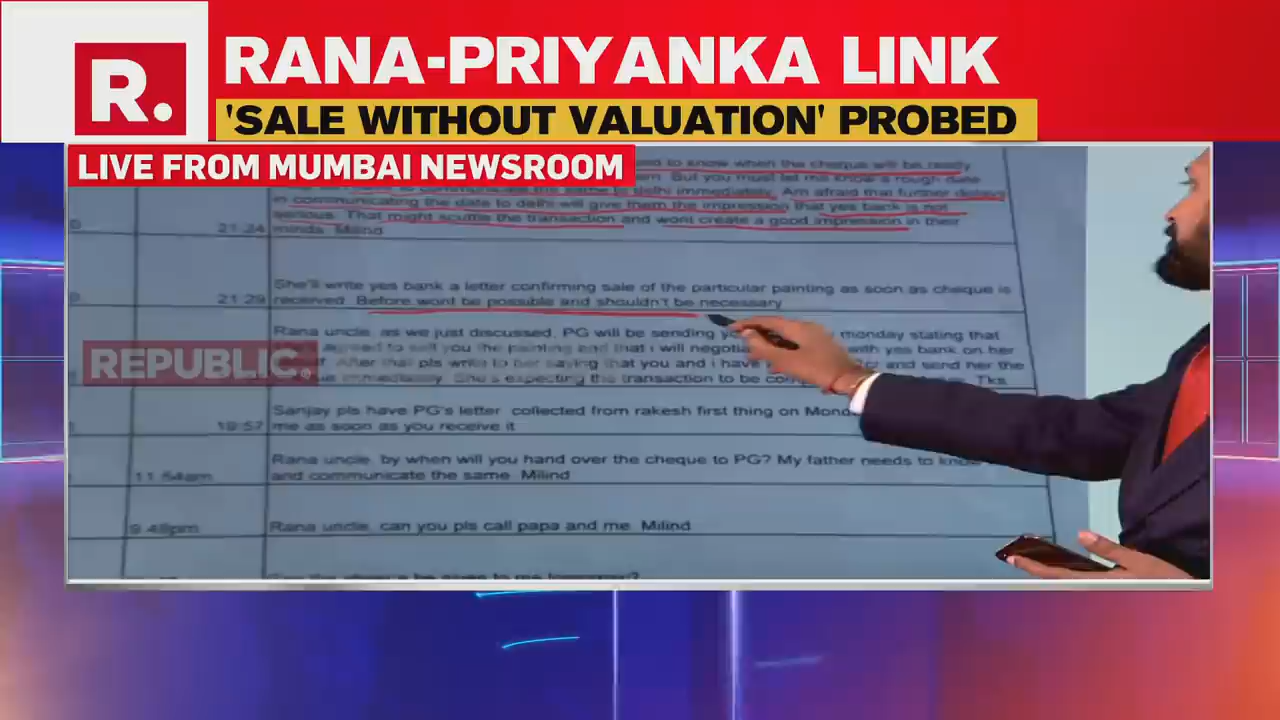 R.
RANA-PRIYANKA LINK
'SALE WITHOUT VALUATION' PROBED
LIVE FROM MUMBAI NEWSROOM
to know when the cheque will be ready
But you must let me know a rough date
to communicate the same to delhi immediately. Am afraid that further delays
in communicating the date to delhi will give them the impression that yes bank is not
serious. That might scuttle the transaction and wont create a good impression in their
21:24 minds. Milind
She'll write yes bank a letter confirming sale of the particular painting as soon as cheque is
21:29 received. Before wont be possible and shouldn't be necessary
Rana uncle, as we just discussed, PG will be sending monday stating that
agreed to sell you the painting and that i will with yes bank on her
After that pls write to her saying that you and i have and send her the
immediately. She's expecting the transaction to be Tks
REPUBLIC.
Sanjay pls have PG's letter collected from rakesh first thing on
19:57 me as soon as you receive it
Rana uncle, by when will you hand over the cheque to PG? My father needs to know
11:54am and communicate the same. Milind
9:48pm Rana uncle, can you pls call papa and me. Milind